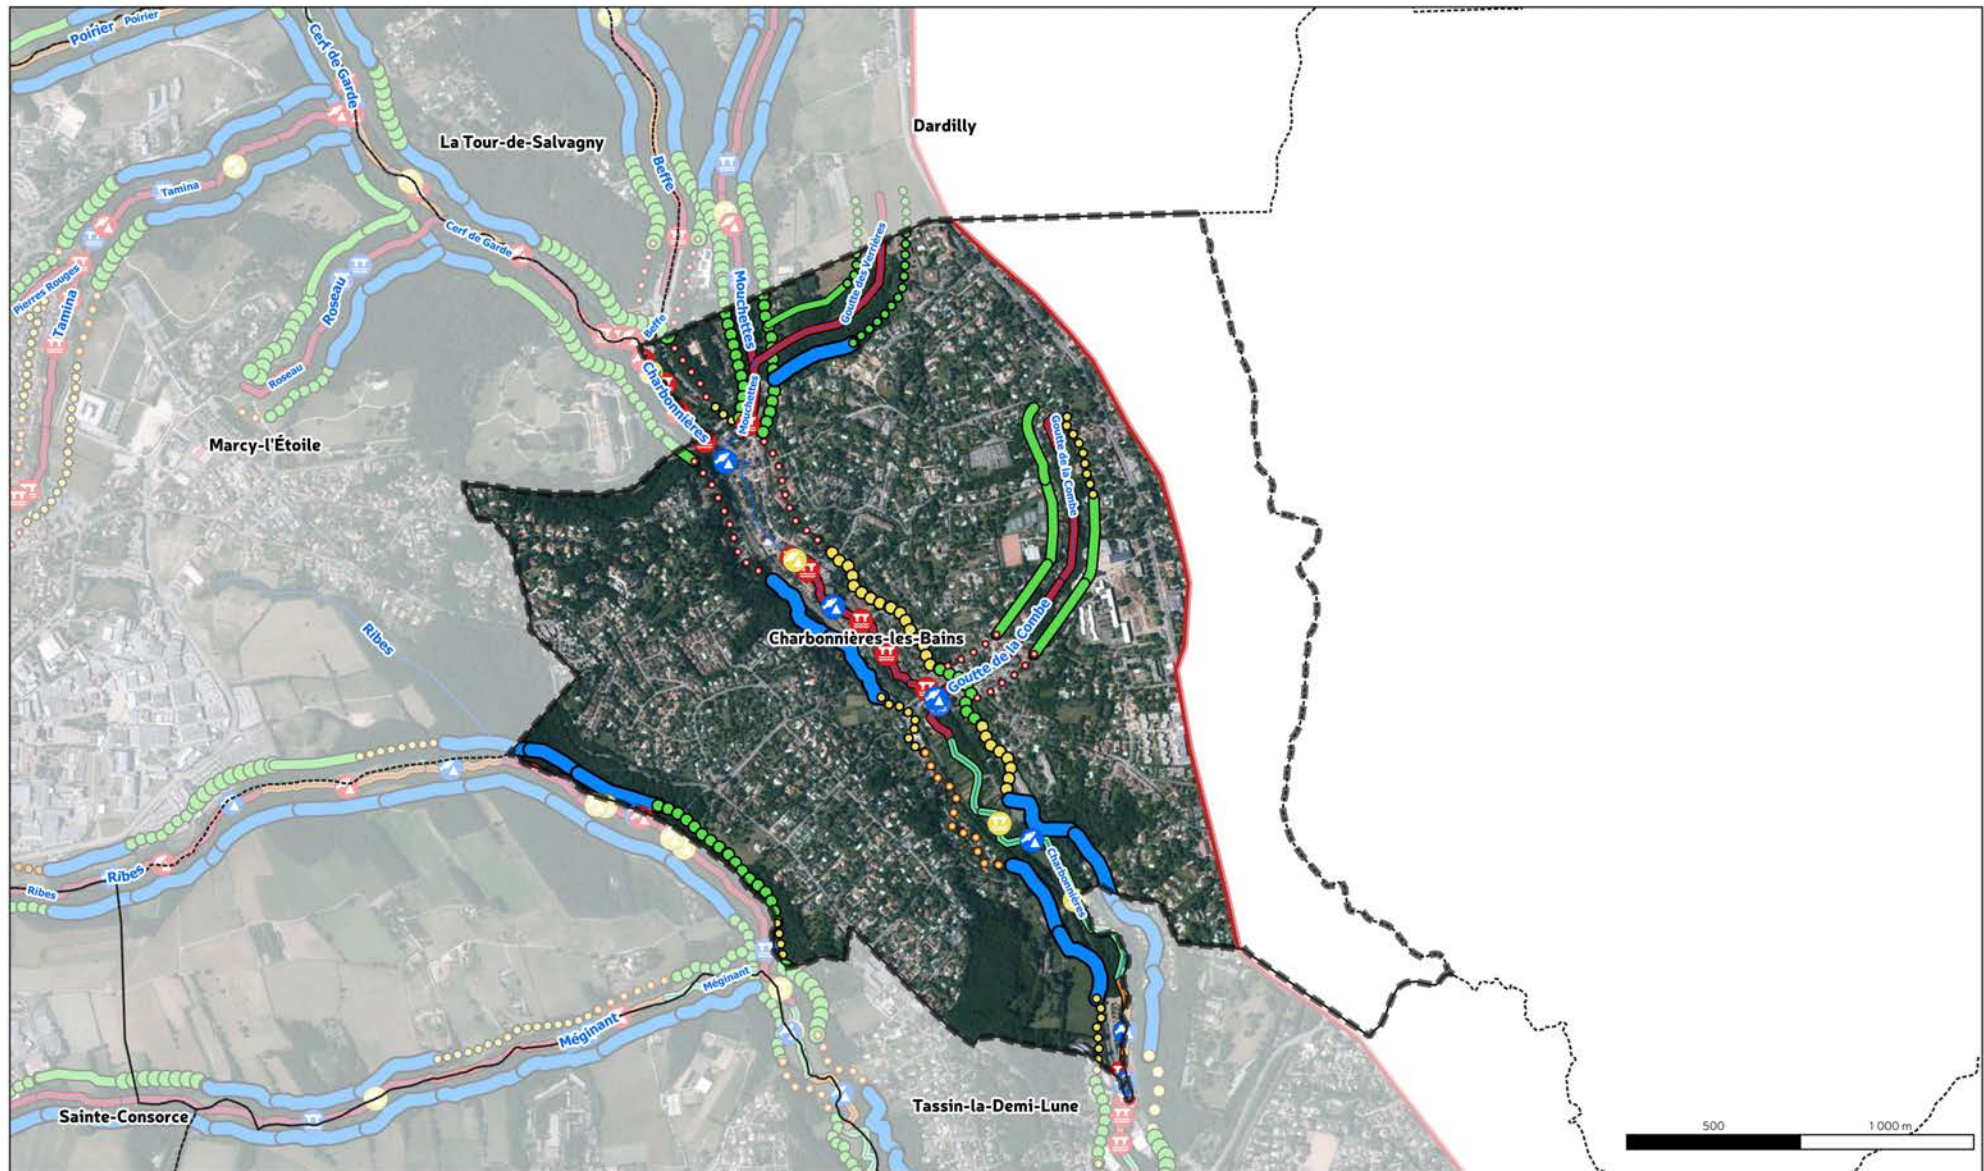 Poirier
Poirier
Cerf de Garde
Dardilly
La Tour-de-Salvagny
Beffe
Tamina
Cerf de Garde
Goutte des Verrières
Pierres Rouges
Tamina
Roseau
Mouchettes
Beffe
Roseau
Charbonnières
Mouchettes
Marcy-l'Étoile
Goutte de la Combe
Ribes
Charbonnières-les-Bains
Goutte de la Combe
Ribes
Ribes
Charbonnières
Méginant
Méginant
Sainte-Consorce
Tassin-la-Demi-Lune
500
1 000 m